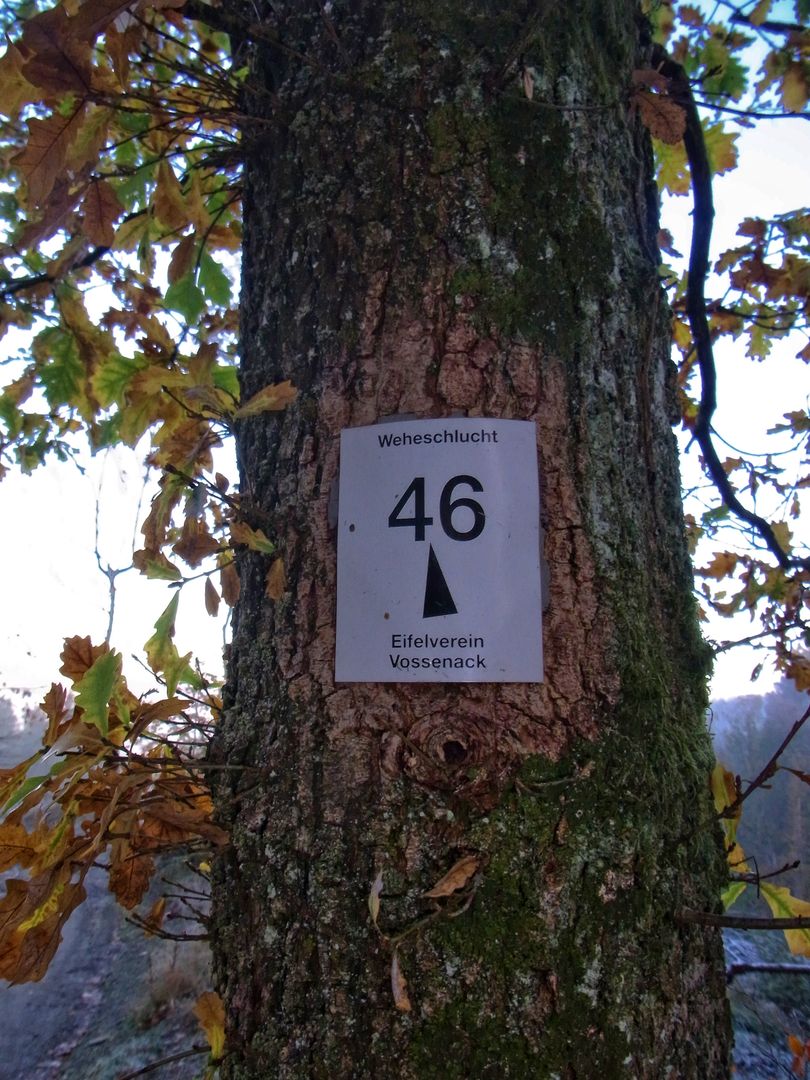 Weheschlucht
46
Eifelverein
Vossenack